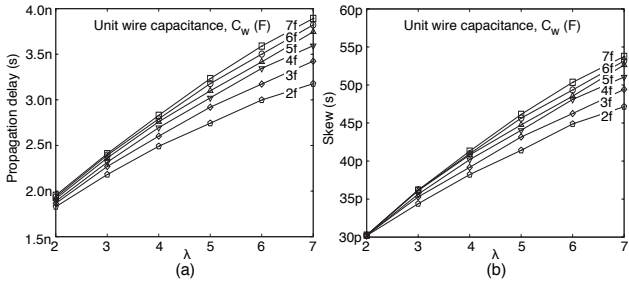 Unit wire capacitance, Cw (F)
4.0n
3.5n
3.0n
2.5n
2.0n
1.5n
Propagation delay (s)
7f
6f
5f
4f
3f
2f
2 3 4 5 6 7
λ
(a)
Unit wire capacitance, Cw (F)
60p
55p
50p
45p
40p
35p
30p
Skew (s)
7f
6f
5f
4f
3f
2f
2 3 4 5 6 7
λ
(b)